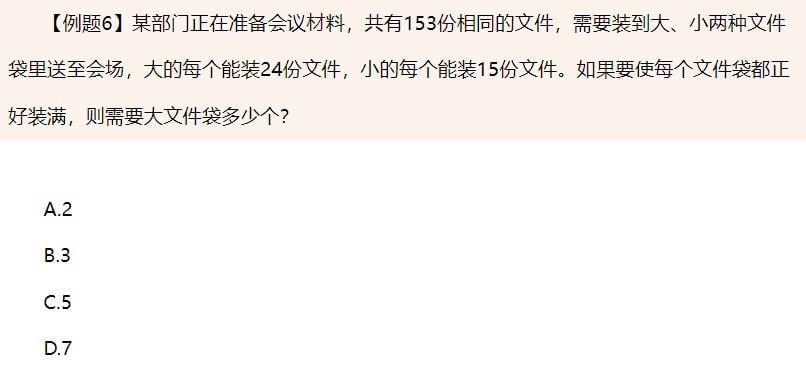 【例题6】某部门正在准备会议材料，共有153份相同的文件，需要装到大、小两种文件
袋里送至会场，大的每个能装24份文件，小的每个能装15份文件。如果要使每个文件袋都正
好装满，则需要大文件袋多少个？
A.2
B.3
C.5
D.7